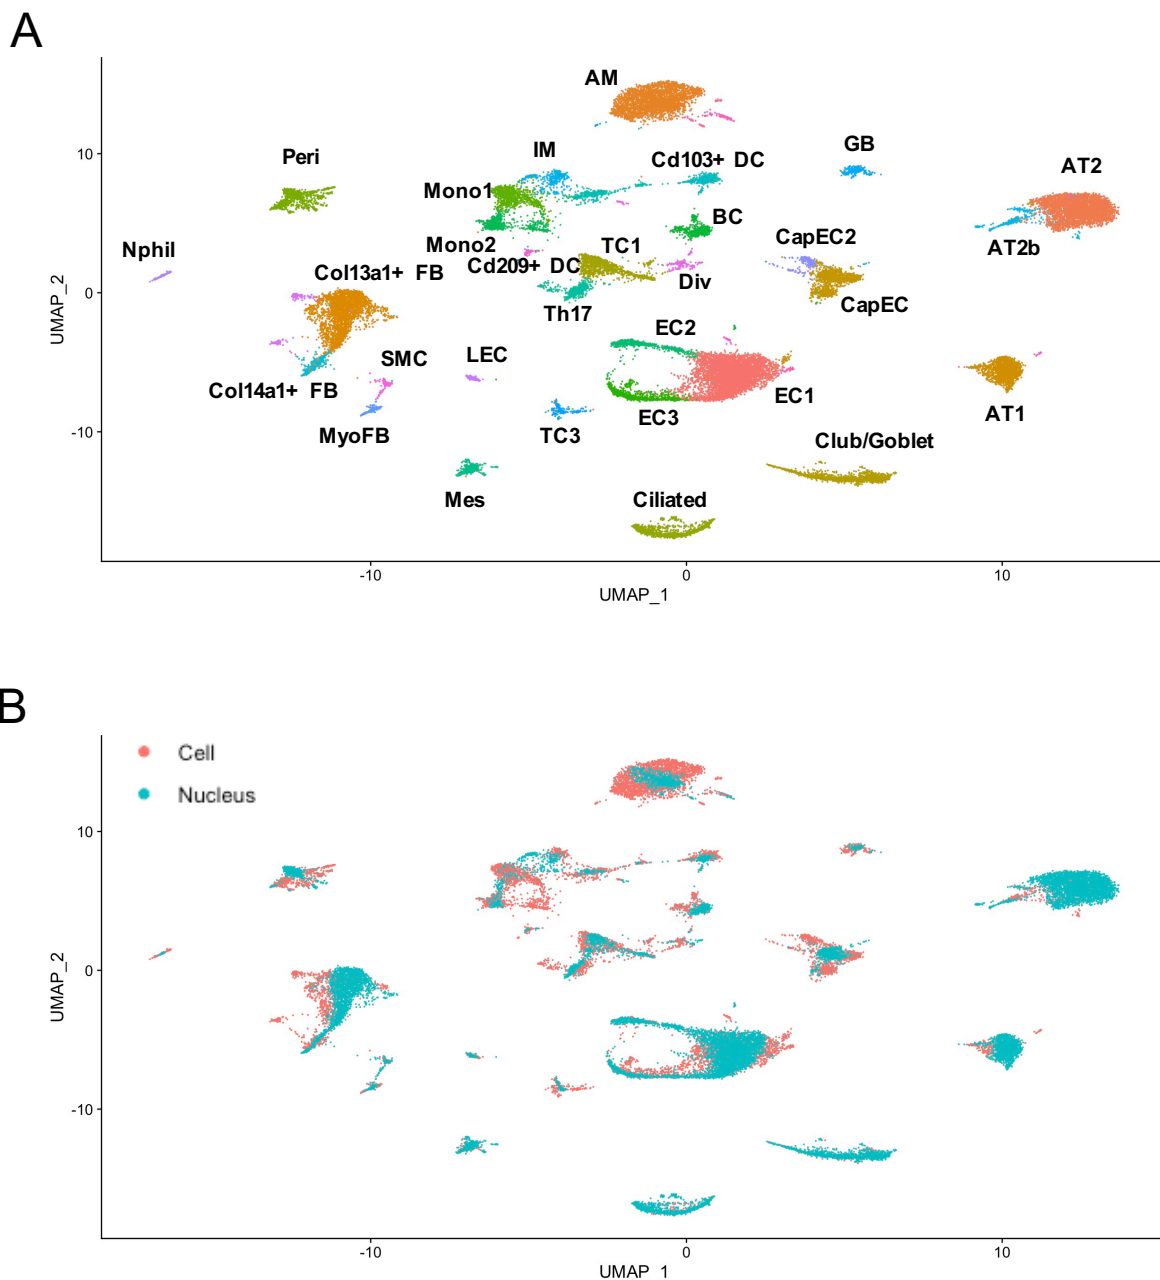 A
AM
GB
IM
Cd103+ DC
AT2
Peri
Mono1
BC
Mono2
TC1
CapEC2
AT2b
Nphil
Cd209+ DC
Col13a1+ FB
Div
CapEC
Th17
EC2
SMC
LEC
Col14a1+ FB
EC1
EC3
AT1
MyoFB
TC3
Club/Goblet
Mes
Ciliated
10
0
-10
UMAP_2
-10 0 10
UMAP_1
B
Cell
Nucleus
10
0
-10
UMAP_2
-10 0 10
UMAP_1